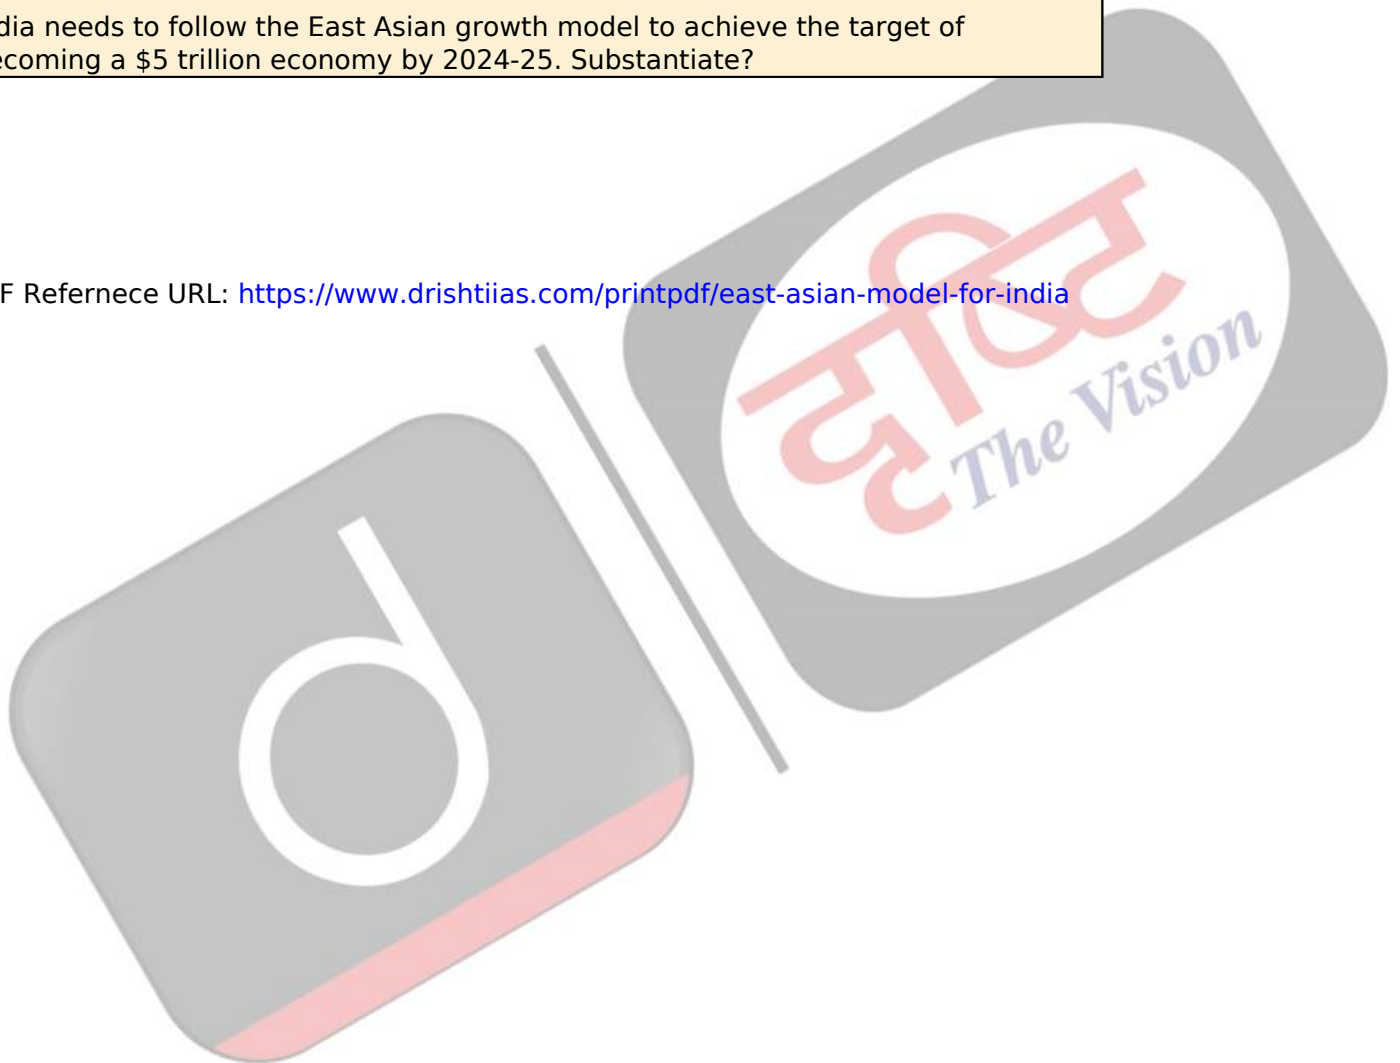 dia needs to follow the East Asian growth model to achieve the target of
ecoming a $5 trillion economy by 2024-25. Substantiate?
F Refernece URL: https://www.drishtiias.com/printpdf/east-asian-model-for-india
दृष्टि
The Vision
d